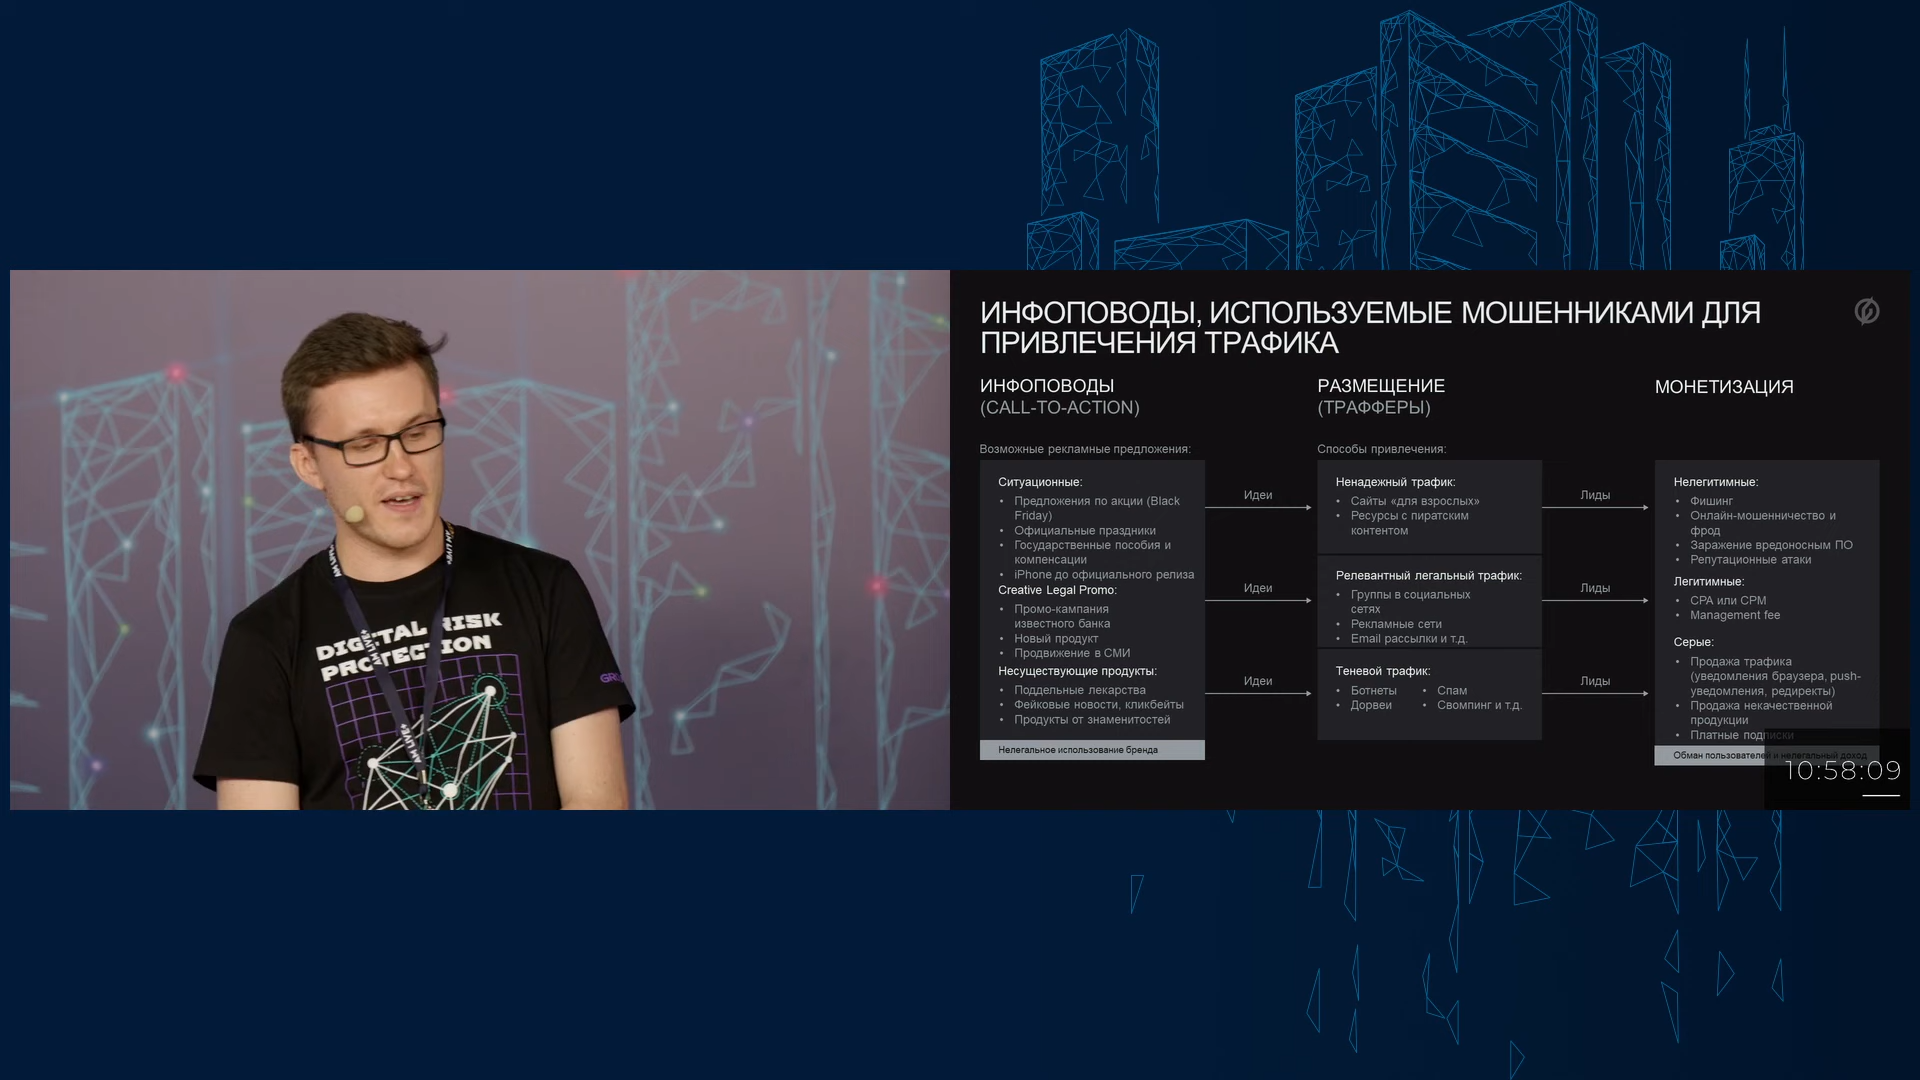 DIGITAL RISK
PROTECTION
AM LIVE
ИНФОПОВОДЫ, ИСПОЛЬЗУЕМЫЕ МОШЕННИКАМИ ДЛЯ
ПРИВЛЕЧЕНИЯ ТРАФИКА
ИНФОПОВОДЫ
(CALL-TO-ACTION)
Возможные рекламные предложения:
Ситуационные:
• Предложения по акции (Black
Friday)
• Официальные праздники
• Государственные пособия и
компенсации
• iPhone до официального релиза
Creative Legal Promo:
• Промо-кампания
известного банка
• Новый продукт
• Продвижение в СМИ
Несуществующие продукты:
• Поддельные лекарства
• Фейковые новости, кликбейты
• Продукты от знаменитостей
Нелегальное использование бренда
Идеи
Идеи
Идеи
РАЗМЕЩЕНИЕ
(ТРАФФЕРЫ)
Способы привлечения:
Ненадежный трафик:
• Сайты «для взрослых»
• Ресурсы с пиратским
контентом
Релевантный легальный трафик:
• Группы в социальных
сетях
• Рекламные сети
• Email рассылки и т.д.
Теневой трафик:
• Ботнеты • Спам
• Дорвеи • Свомпинг и т.д.
Лиды
Лиды
Лиды
МОНЕТИЗАЦИЯ
Нелегитимные:
• Фишинг
• Онлайн-мошенничество и
фрод
• Заражение вредоносным ПО
• Репутационные атаки
Легитимные:
• CPA или CPM
• Management fee
Серые:
• Продажа трафика
(уведомления браузера, push-
уведомления, редиректы)
• Продажа некачественной
продукции
• Платные подписки
Обман пользователей и нелегальный доход
10:58:09